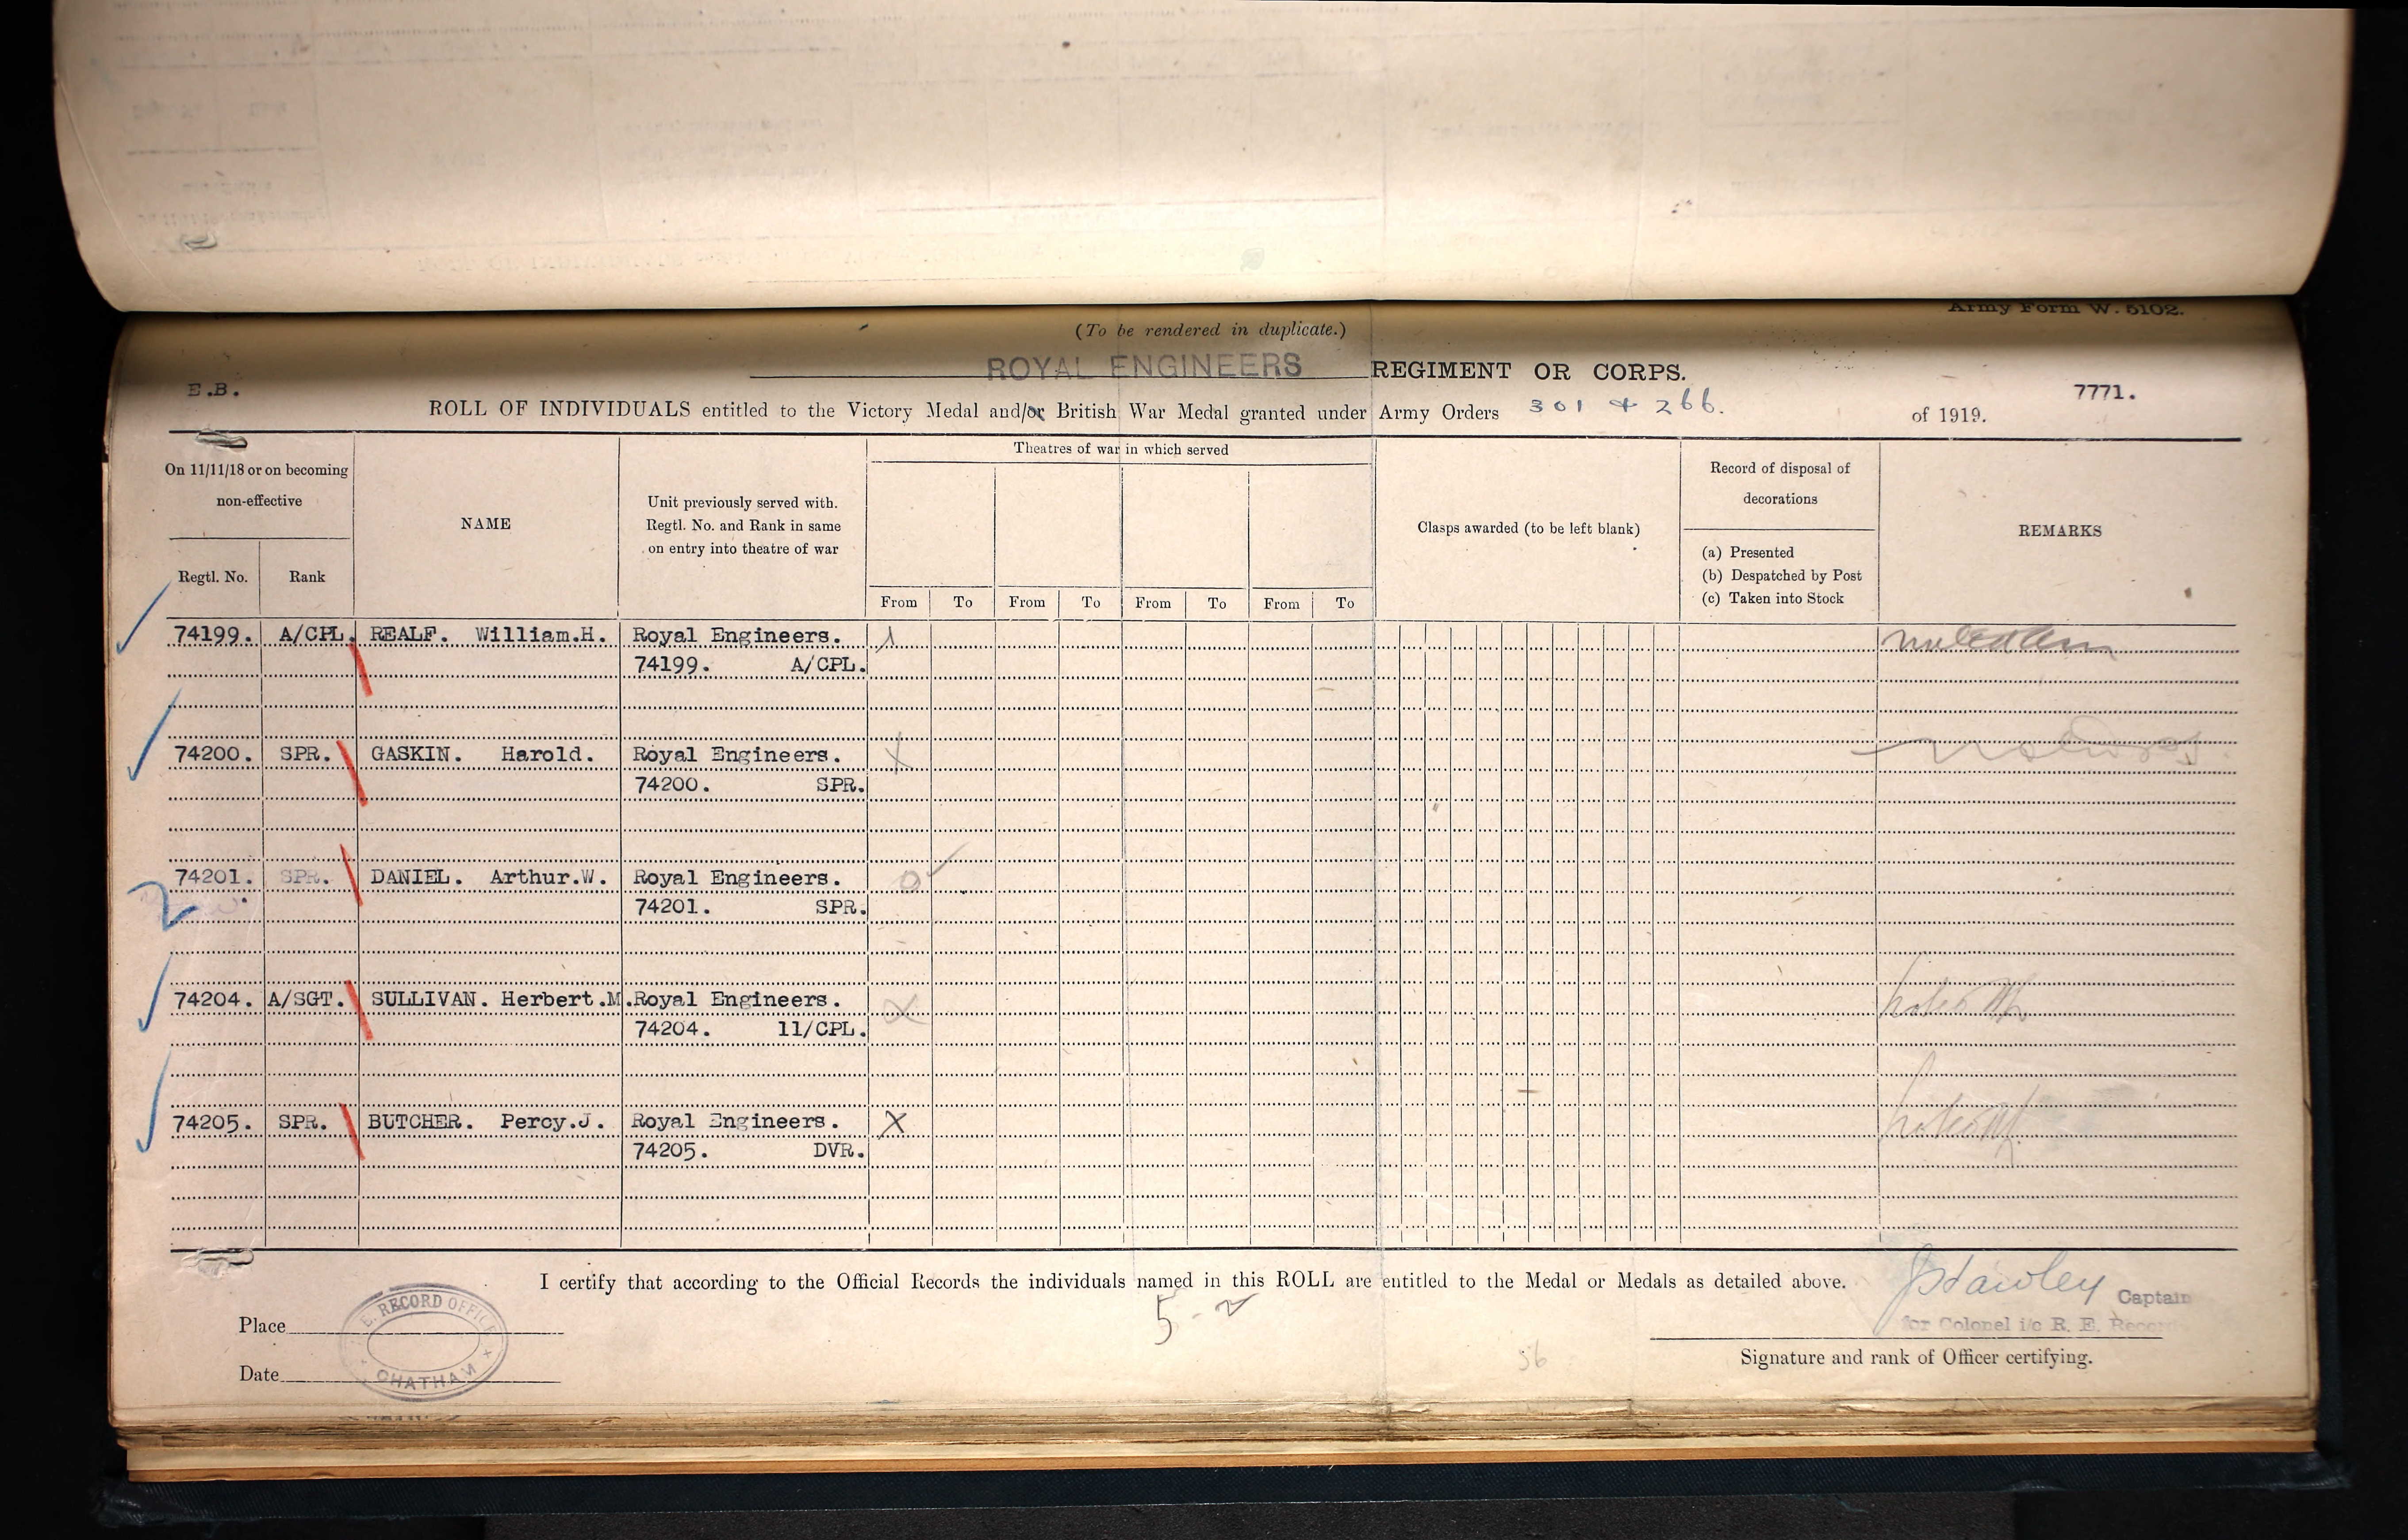 Army Form W. 5102.
(To be rendered in duplicate.)
ROYAL ENGINEERS REGIMENT OR CORPS.
E.B.
7771.
ROLL OF INDIVIDUALS entitled to the Victory Medal and/or British War Medal granted under Army Orders 301 & 266. of 1919.
On 11/11/18 or on becoming non-effective
Regtl. No.
Rank
NAME
Unit previously served with.
Regtl. No. and Rank in same
on entry into theatre of war
Theatres of war in which served
From To From To From To From To
Clasps awarded (to be left blank)
Record of disposal of
decorations
(a) Presented
(b) Despatched by Post
(c) Taken into Stock
REMARKS
74199. A/CPL. REALF. William.H. Royal Engineers.
74199. A/CPL.
74200. SPR. GASKIN. Harold. Royal Engineers. X
74200. SPR.
74201. SPR. DANIEL. Arthur.W. Royal Engineers.
74201. SPR.
2
74204. A/SGT. SULLIVAN. Herbert.M. Royal Engineers. X
74204. 11/CPL.
74205. SPR. BUTCHER. Percy.J. Royal Engineers. X
74205. DVR.
I certify that according to the Official Records the individuals named in this ROLL are entitled to the Medal or Medals as detailed above.
Captain
for Colonel i/c R. E. Records
Signature and rank of Officer certifying.
5-2
56
Place
Date
R.E. RECORD OFFICE
CHATHAM